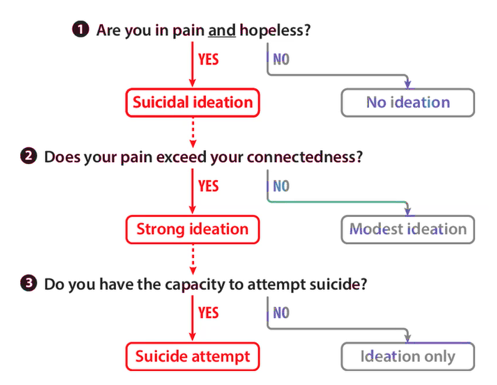 1 Are you in pain and hopeless?
YES NO
Suicidal ideation No ideation
2 Does your pain exceed your connectedness?
YES NO
Strong ideation Modest ideation
3 Do you have the capacity to attempt suicide?
YES NO
Suicide attempt Ideation only